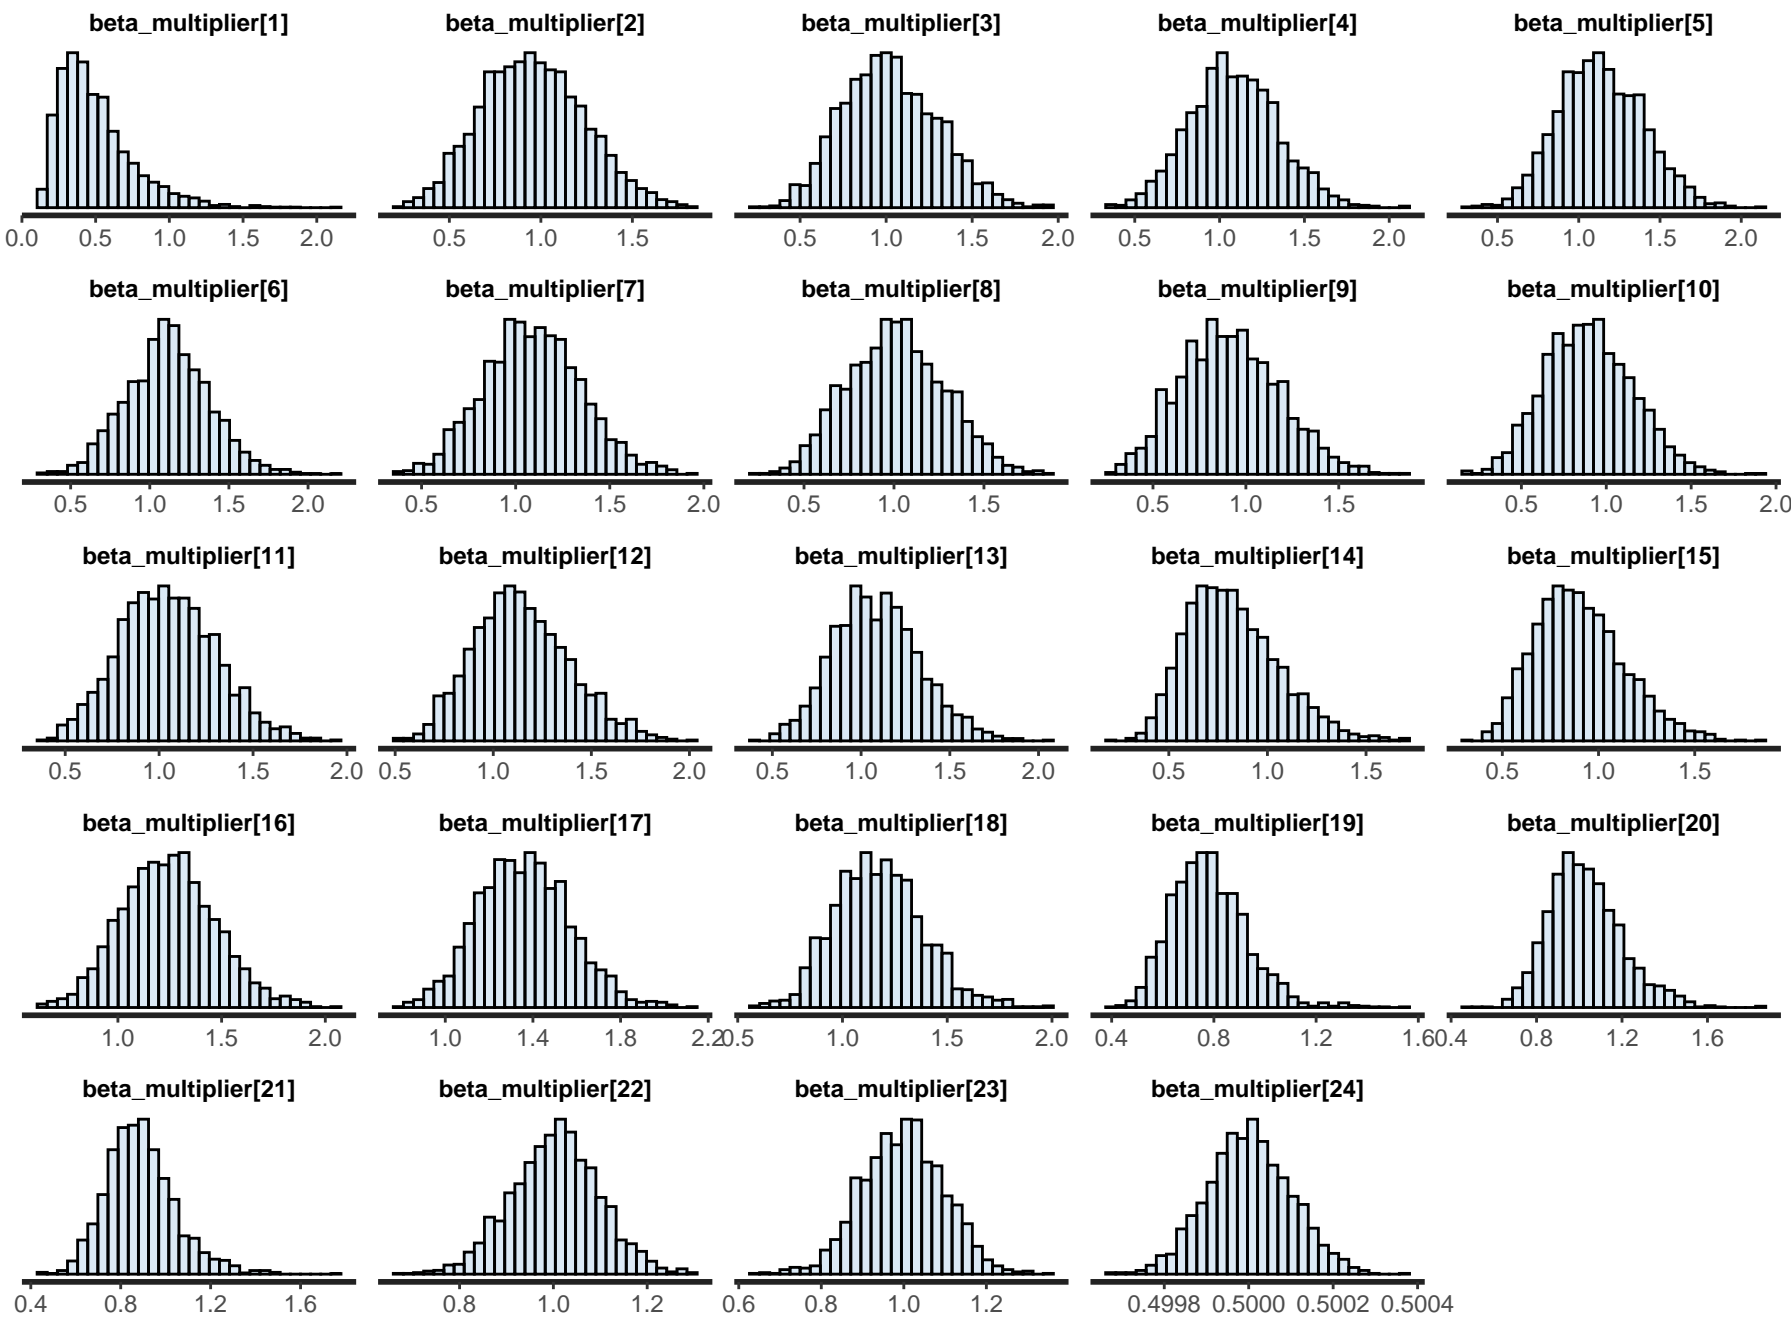 beta_multiplier[1] beta_multiplier[2] beta_multiplier[3] beta_multiplier[4] beta_multiplier[5]
0.0 0.5 1.0 1.5 2.0 0.5 1.0 1.5 0.5 1.0 1.5 2.0 0.5 1.0 1.5 2.0 0.5 1.0 1.5 2.0
beta_multiplier[6] beta_multiplier[7] beta_multiplier[8] beta_multiplier[9] beta_multiplier[10]
0.5 1.0 1.5 2.0 0.5 1.0 1.5 2.0 0.5 1.0 1.5 0.5 1.0 1.5 0.5 1.0 1.5 2.0
beta_multiplier[11] beta_multiplier[12] beta_multiplier[13] beta_multiplier[14] beta_multiplier[15]
0.5 1.0 1.5 2.0 0.5 1.0 1.5 2.0 0.5 1.0 1.5 2.0 0.5 1.0 1.5 0.5 1.0 1.5
beta_multiplier[16] beta_multiplier[17] beta_multiplier[18] beta_multiplier[19] beta_multiplier[20]
1.0 1.5 2.0 1.0 1.4 1.8 2.2 0.5 1.0 1.5 2.0 0.4 0.8 1.2 1.6 0.4 0.8 1.2 1.6
beta_multiplier[21] beta_multiplier[22] beta_multiplier[23] beta_multiplier[24]
0.4 0.8 1.2 1.6 0.8 1.0 1.2 0.6 0.8 1.0 1.2 0.4998 0.5000 0.5002 0.5004